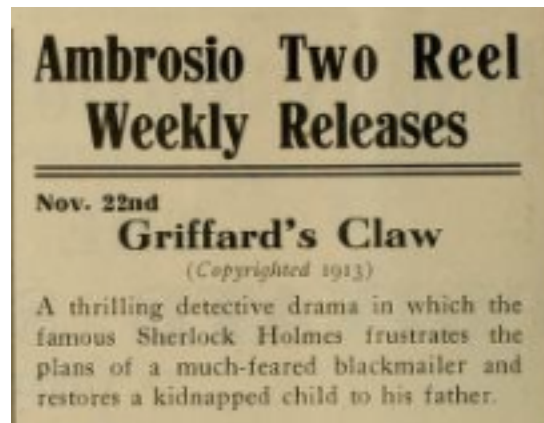 Ambrosio Two Reel
Weekly Releases
Nov. 22nd
Griffard's Claw
(Copyrighted 1913)
A thrilling detective drama in which the
famous Sherlock Holmes frustrates the
plans of a much-feared blackmailer and
restores a kidnapped child to his father.